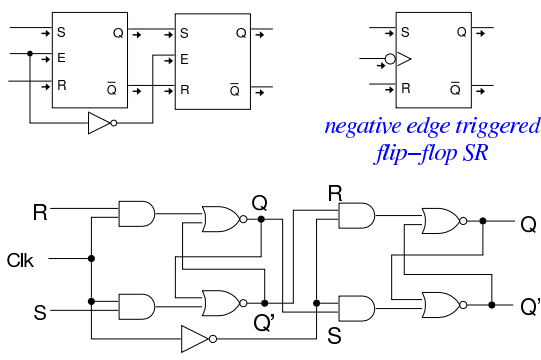 S Q S Q S Q
E E
R Q̅ R Q̅ R Q̅
negative edge triggered
flip–flop SR
R Q R Q
Clk
S Q' S Q'